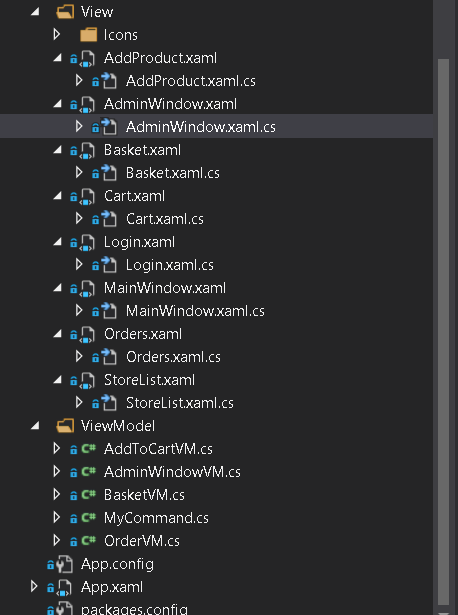 View
Icons
AddProduct.xaml
AddProduct.xaml.cs
AdminWindow.xaml
AdminWindow.xaml.cs
Basket.xaml
Basket.xaml.cs
Cart.xaml
Cart.xaml.cs
Login.xaml
Login.xaml.cs
MainWindow.xaml
MainWindow.xaml.cs
Orders.xaml
Orders.xaml.cs
StoreList.xaml
StoreList.xaml.cs
ViewModel
C# AddToCartVM.cs
C# AdminWindowVM.cs
C# BasketVM.cs
C# MyCommand.cs
C# OrderVM.cs
App.config
App.xaml
packages.config